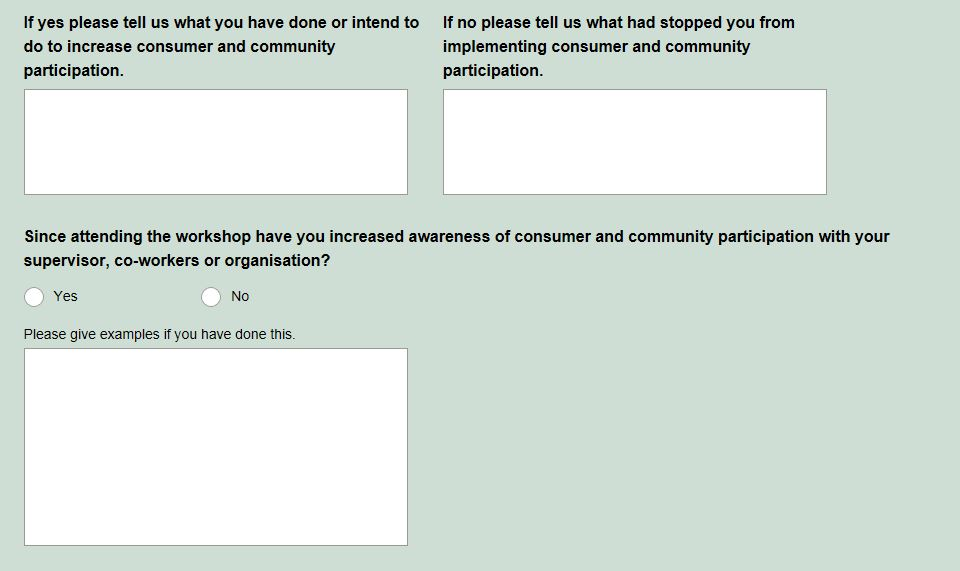 If yes please tell us what you have done or intend to
do to increase consumer and community
participation.
If no please tell us what had stopped you from
implementing consumer and community
participation.
Since attending the workshop have you increased awareness of consumer and community participation with your
supervisor, co-workers or organisation?
Yes
No
Please give examples if you have done this.